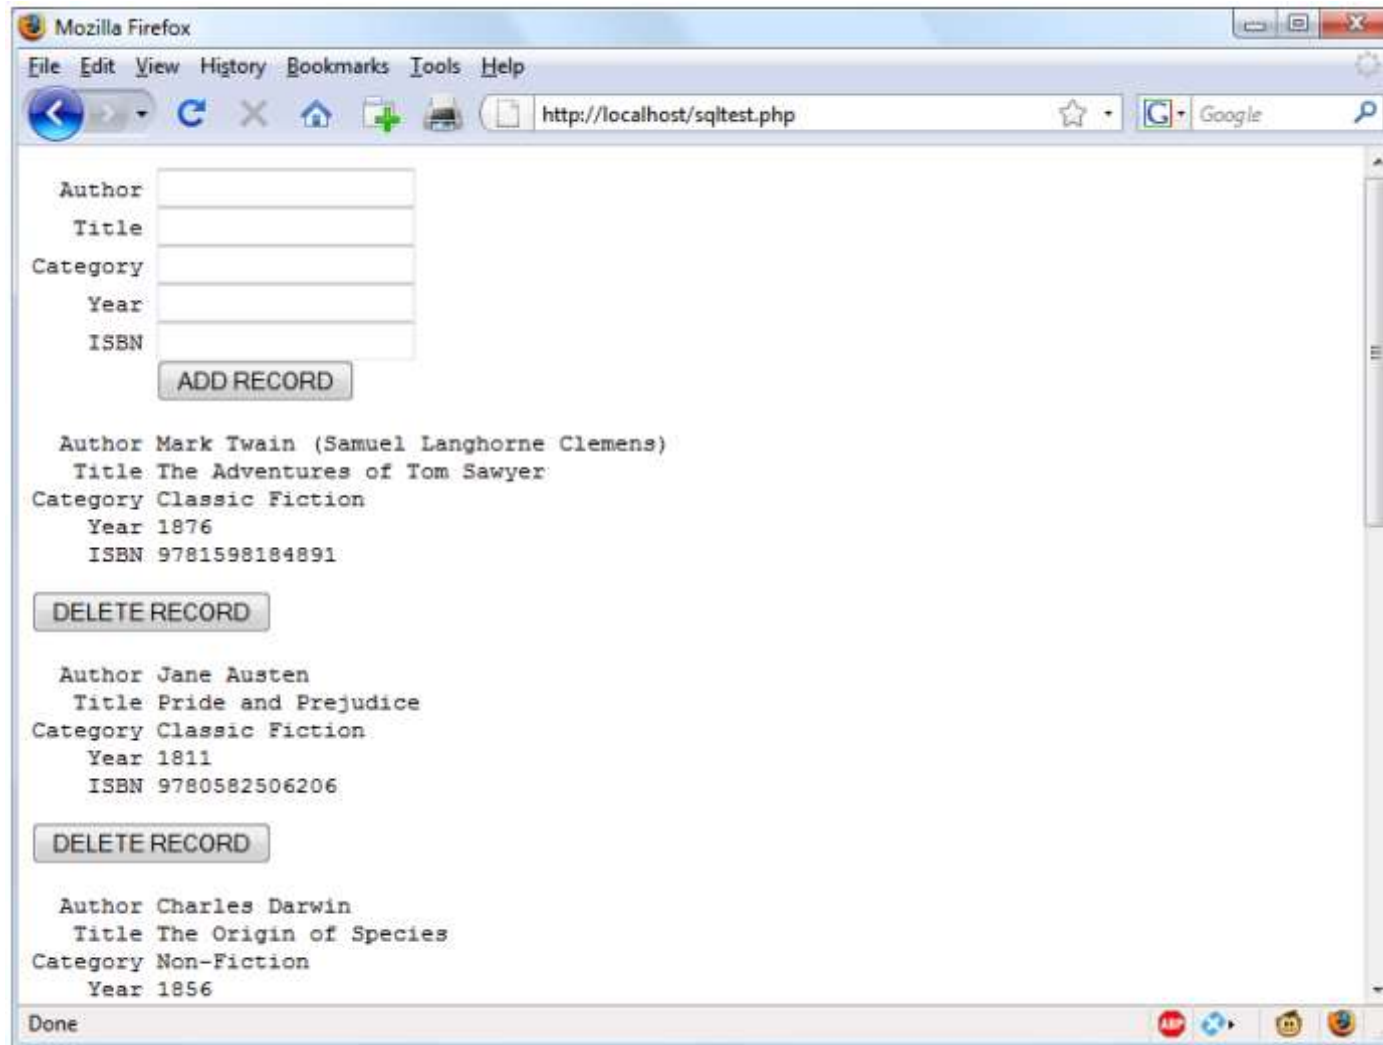 Mozilla Firefox
File Edit View History Bookmarks Tools Help
http://localhost/sqltest.php
G Google
Author
Title
Category
Year
ISBN
ADD RECORD
Author Mark Twain (Samuel Langhorne Clemens)
Title The Adventures of Tom Sawyer
Category Classic Fiction
Year 1876
ISBN 9781598184891
DELETE RECORD
Author Jane Austen
Title Pride and Prejudice
Category Classic Fiction
Year 1811
ISBN 9780582506206
DELETE RECORD
Author Charles Darwin
Title The Origin of Species
Category Non-Fiction
Year 1856
Done
ABP